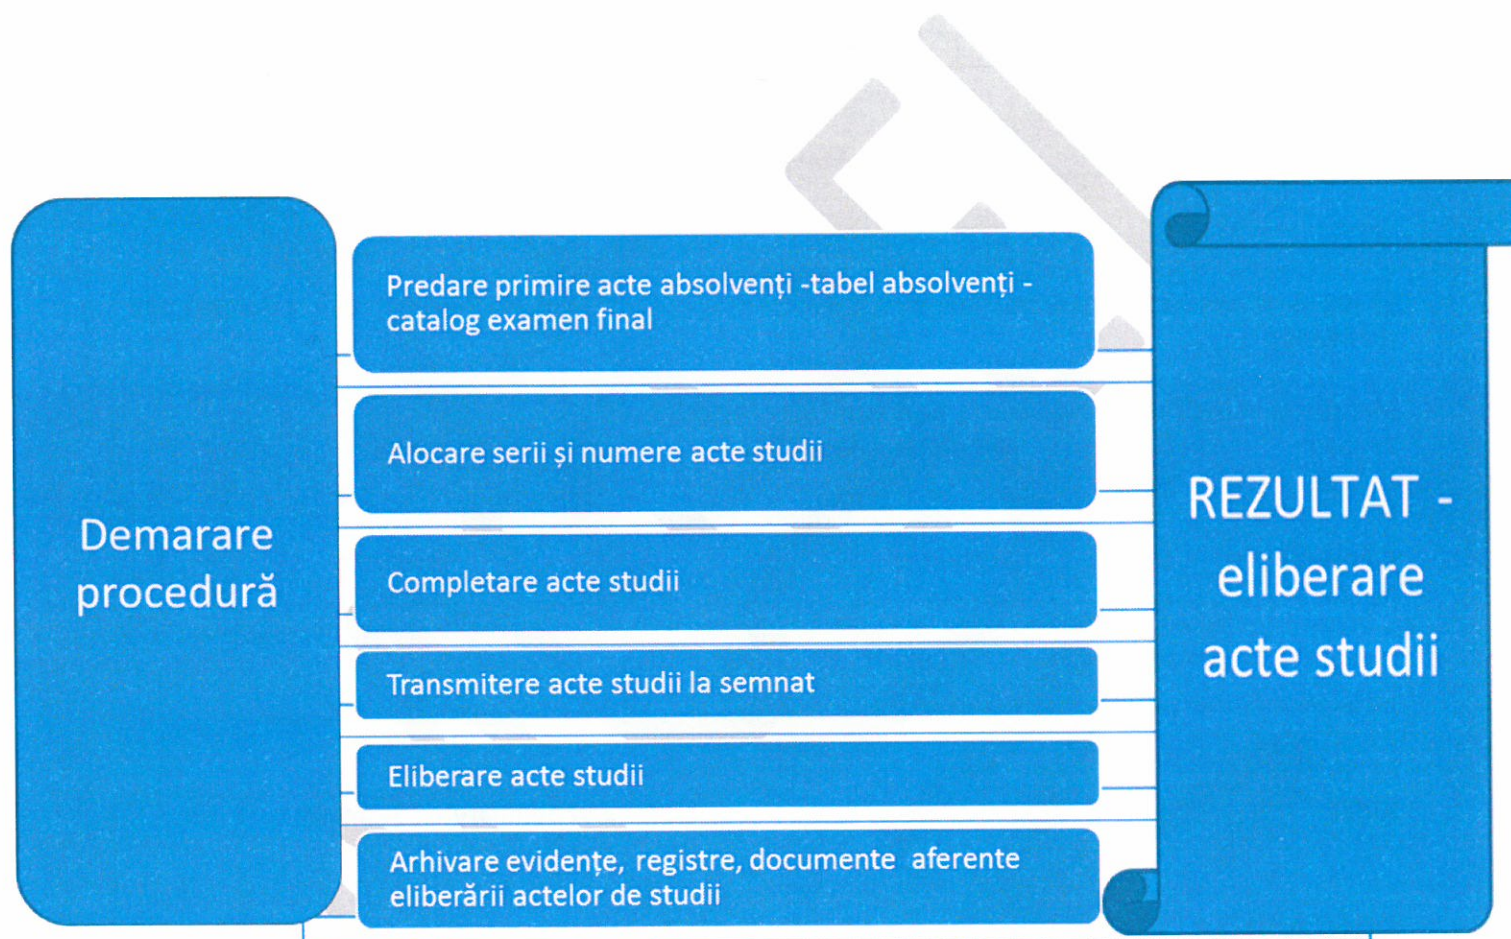 Demarare
procedură
Predare primire acte absolvenți -tabel absolvenți -
catalog examen final
Alocare serii și numere acte studii
Completare acte studii
Transmitere acte studii la semnat
Eliberare acte studii
Arhivare evidențe, registre, documente  aferente
eliberării actelor de studii
REZULTAT -
eliberare
acte studii